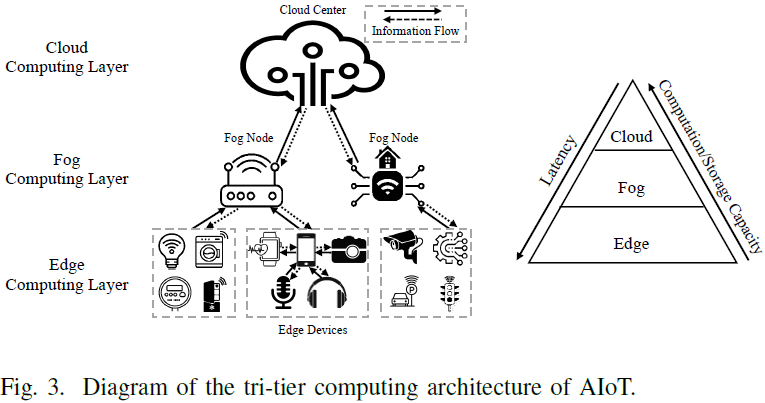 Cloud Center
Information Flow
Cloud
Computing Layer
Fog Node
Fog Node
Fog
Computing Layer
Edge
Computing Layer
P
Edge Devices
Latency
Computation/Storage Capacity
Cloud
Fog
Edge
Fig. 3. Diagram of the tri-tier computing architecture of AIoT.